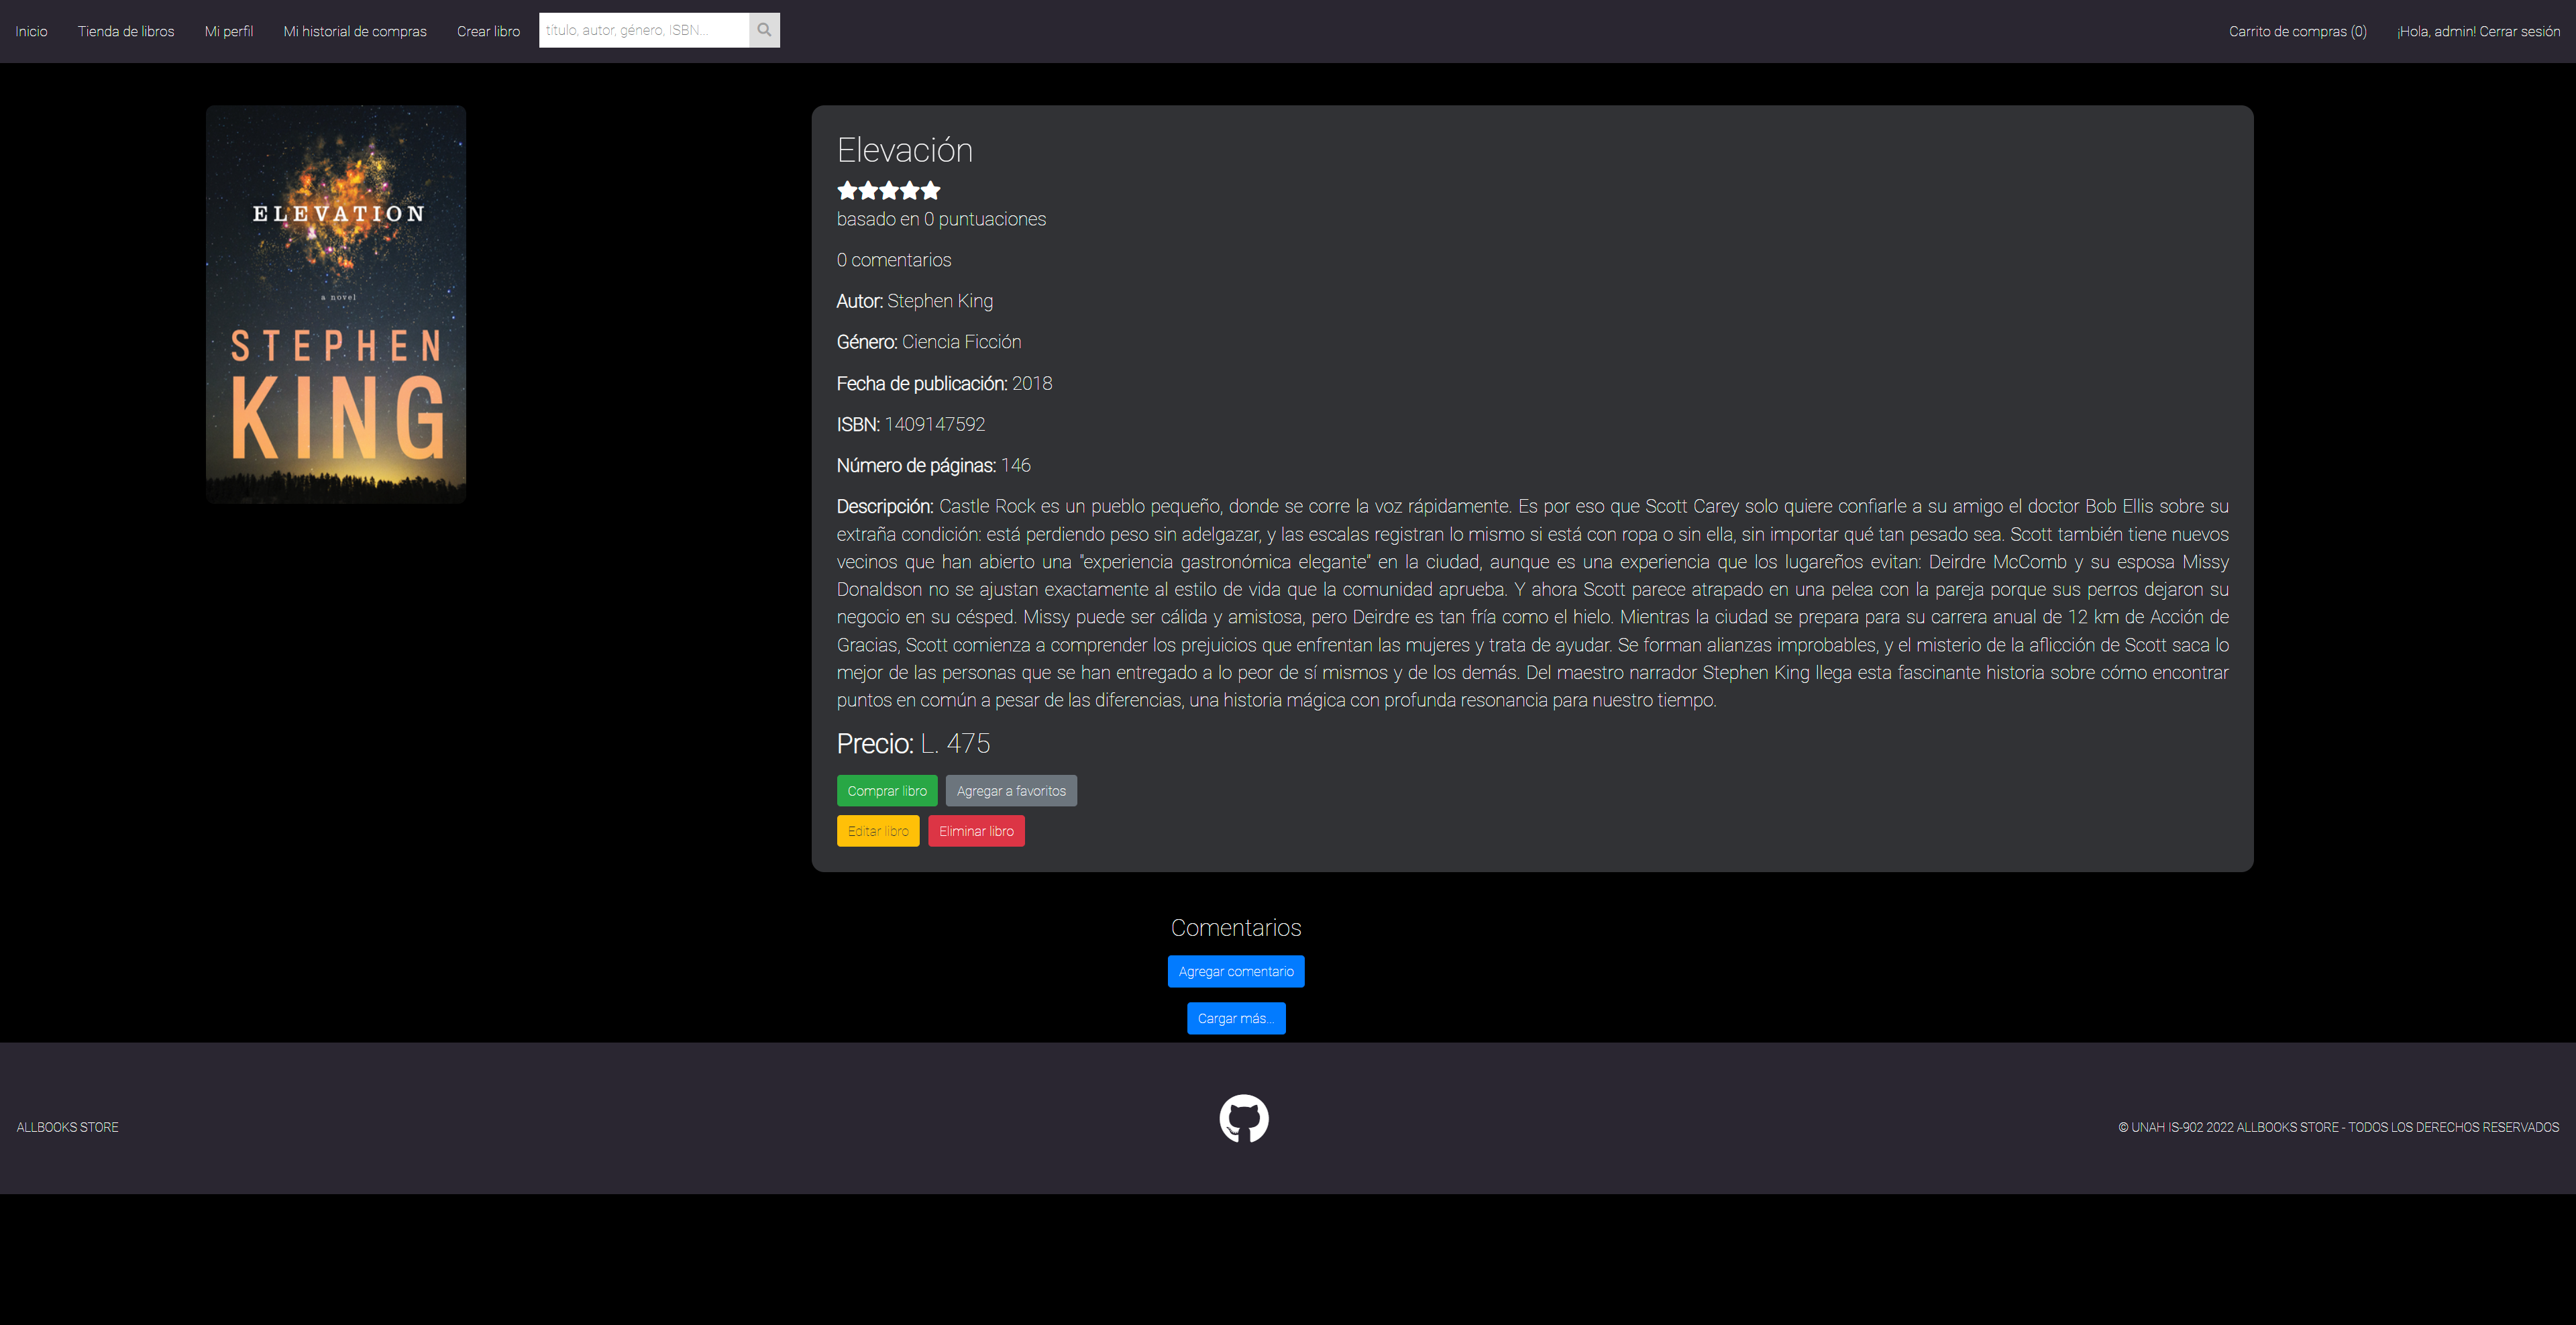 Inicio Tienda de libros Mi perfil Mi historial de compras Crear libro título, autor, género, ISBN... Carrito de compras (0) ¡Hola, admin! Cerrar sesión
ELEVATION
a novel
STEPHEN
KING
Elevación
basado en 0 puntuaciones
0 comentarios
Autor: Stephen King
Género: Ciencia Ficción
Fecha de publicación: 2018
ISBN: 1409147592
Número de páginas: 146
Descripción: Castle Rock es un pueblo pequeño, donde se corre la voz rápidamente. Es por eso que Scott Carey solo quiere confiarle a su amigo el doctor Bob Ellis sobre su
extraña condición: está perdiendo peso sin adelgazar, y las escalas registran lo mismo si está con ropa o sin ella, sin importar qué tan pesado sea. Scott también tiene nuevos
vecinos que han abierto una "experiencia gastronómica elegante" en la ciudad, aunque es una experiencia que los lugareños evitan: Deirdre McComb y su esposa Missy
Donaldson no se ajustan exactamente al estilo de vida que la comunidad aprueba. Y ahora Scott parece atrapado en una pelea con la pareja porque sus perros dejaron su
negocio en su césped. Missy puede ser cálida y amistosa, pero Deirdre es tan fría como el hielo. Mientras la ciudad se prepara para su carrera anual de 12 km de Acción de
Gracias, Scott comienza a comprender los prejuicios que enfrentan las mujeres y trata de ayudar. Se forman alianzas improbables, y el misterio de la aflicción de Scott saca lo
mejor de las personas que se han entregado a lo peor de sí mismos y de los demás. Del maestro narrador Stephen King llega esta fascinante historia sobre cómo encontrar
puntos en común a pesar de las diferencias, una historia mágica con profunda resonancia para nuestro tiempo.
Precio: L. 475
Comprar libro Agregar a favoritos
Editar libro Eliminar libro
Comentarios
Agregar comentario
Cargar más...
ALLBOOKS STORE © UNAH IS-902 2022 ALLBOOKS STORE - TODOS LOS DERECHOS RESERVADOS